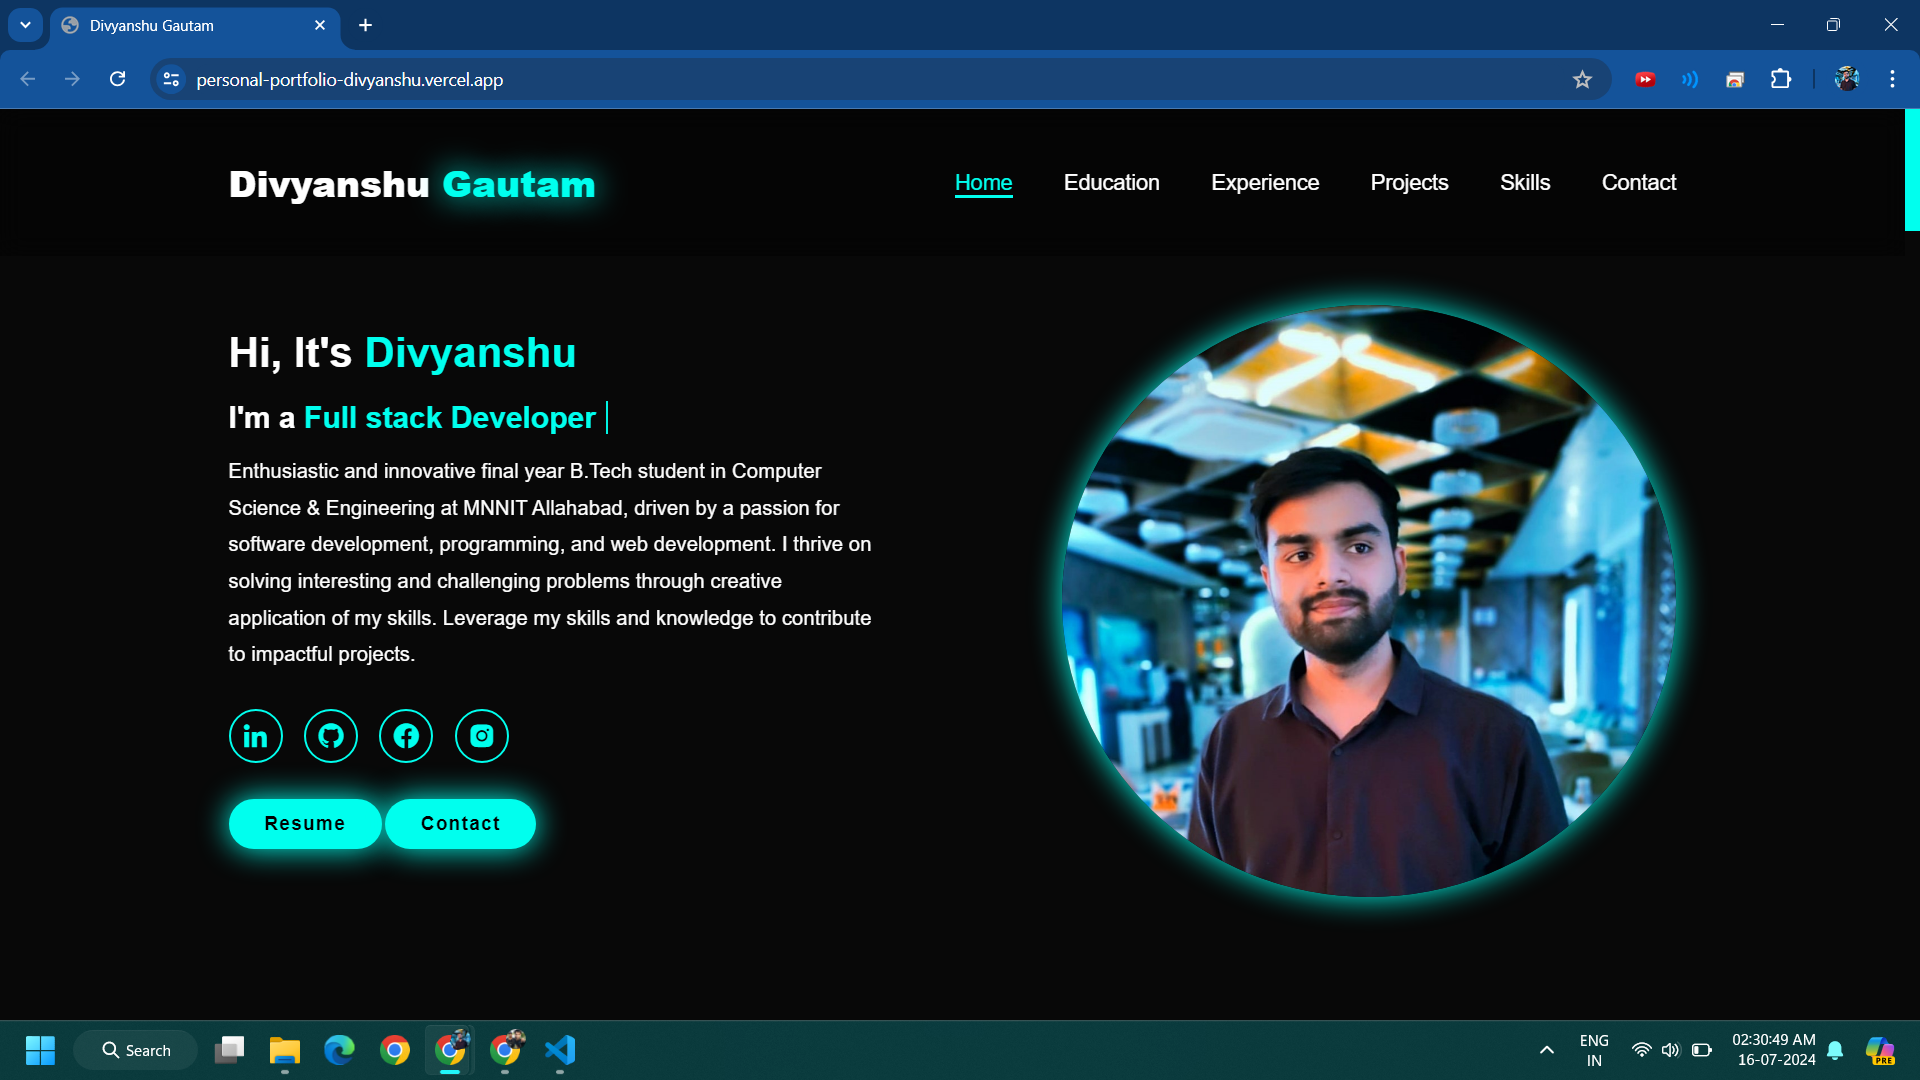 Divyanshu Gautam
personal-portfolio-divyanshu.vercel.app
Divyanshu Gautam
Home Education Experience Projects Skills Contact
Hi, It's Divyanshu
I'm a Full stack Developer
Enthusiastic and innovative final year B.Tech student in Computer
Science & Engineering at MNNIT Allahabad, driven by a passion for
software development, programming, and web development. I thrive on
solving interesting and challenging problems through creative
application of my skills. Leverage my skills and knowledge to contribute
to impactful projects.
in
Resume Contact
Search
ENG
IN
02:30:49 AM
16-07-2024
PRE